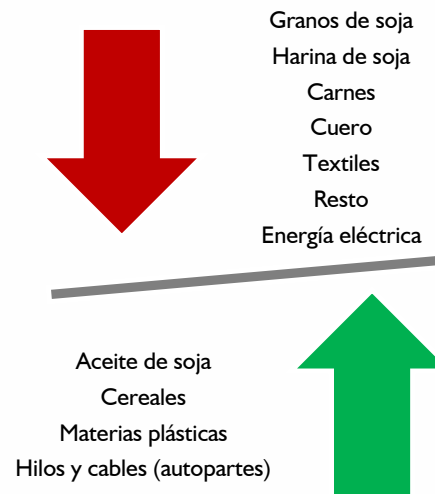 Granos de soja
Harina de soja
Carnes
Cuero
Textiles
Resto
Energía eléctrica
Aceite de soja
Cereales
Materias plásticas
Hilos y cables (autopartes)